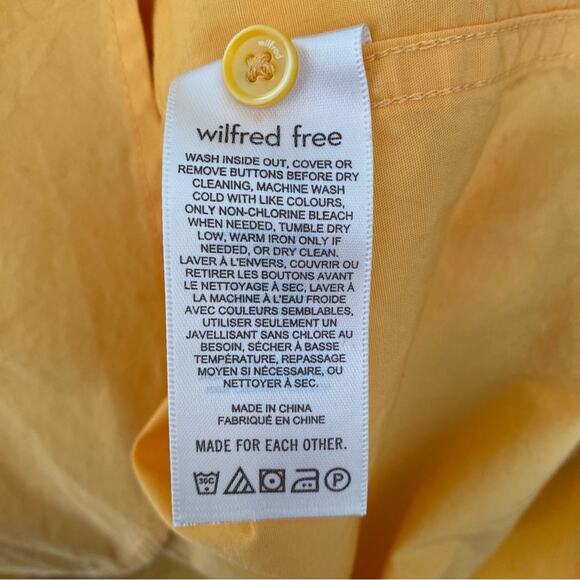 wilfred
wilfred free
WASH INSIDE OUT, COVER OR
REMOVE BUTTONS BEFORE DRY
CLEANING, MACHINE WASH
COLD WITH LIKE COLOURS,
ONLY NON-CHLORINE BLEACH
WHEN NEEDED, TUMBLE DRY
LOW, WARM IRON ONLY IF
NEEDED, OR DRY CLEAN.
LAVER À L'ENVERS, COUVRIR OU
RETIRER LES BOUTONS AVANT
LE NETTOYAGE À SEC, LAVER À
LA MACHINE À L'EAU FROIDE
AVEC COULEURS SEMBLABLES,
UTILISER SEULEMENT UN
JAVELLISANT SANS CHLORE AU
BESOIN, SÉCHER À BASSE
TEMPÉRATURE, REPASSAGE
MOYEN SI NÉCESSAIRE, OU
NETTOYER À SEC.
MADE IN CHINA
FABRIQUÉ EN CHINE
MADE FOR EACH OTHER.
30C P